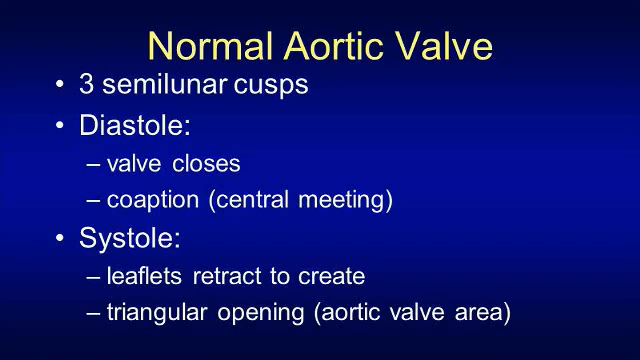 Normal Aortic Valve
• 3 semilunar cusps
• Diastole:
– valve closes
– coaption (central meeting)
• Systole:
– leaflets retract to create
– triangular opening (aortic valve area)